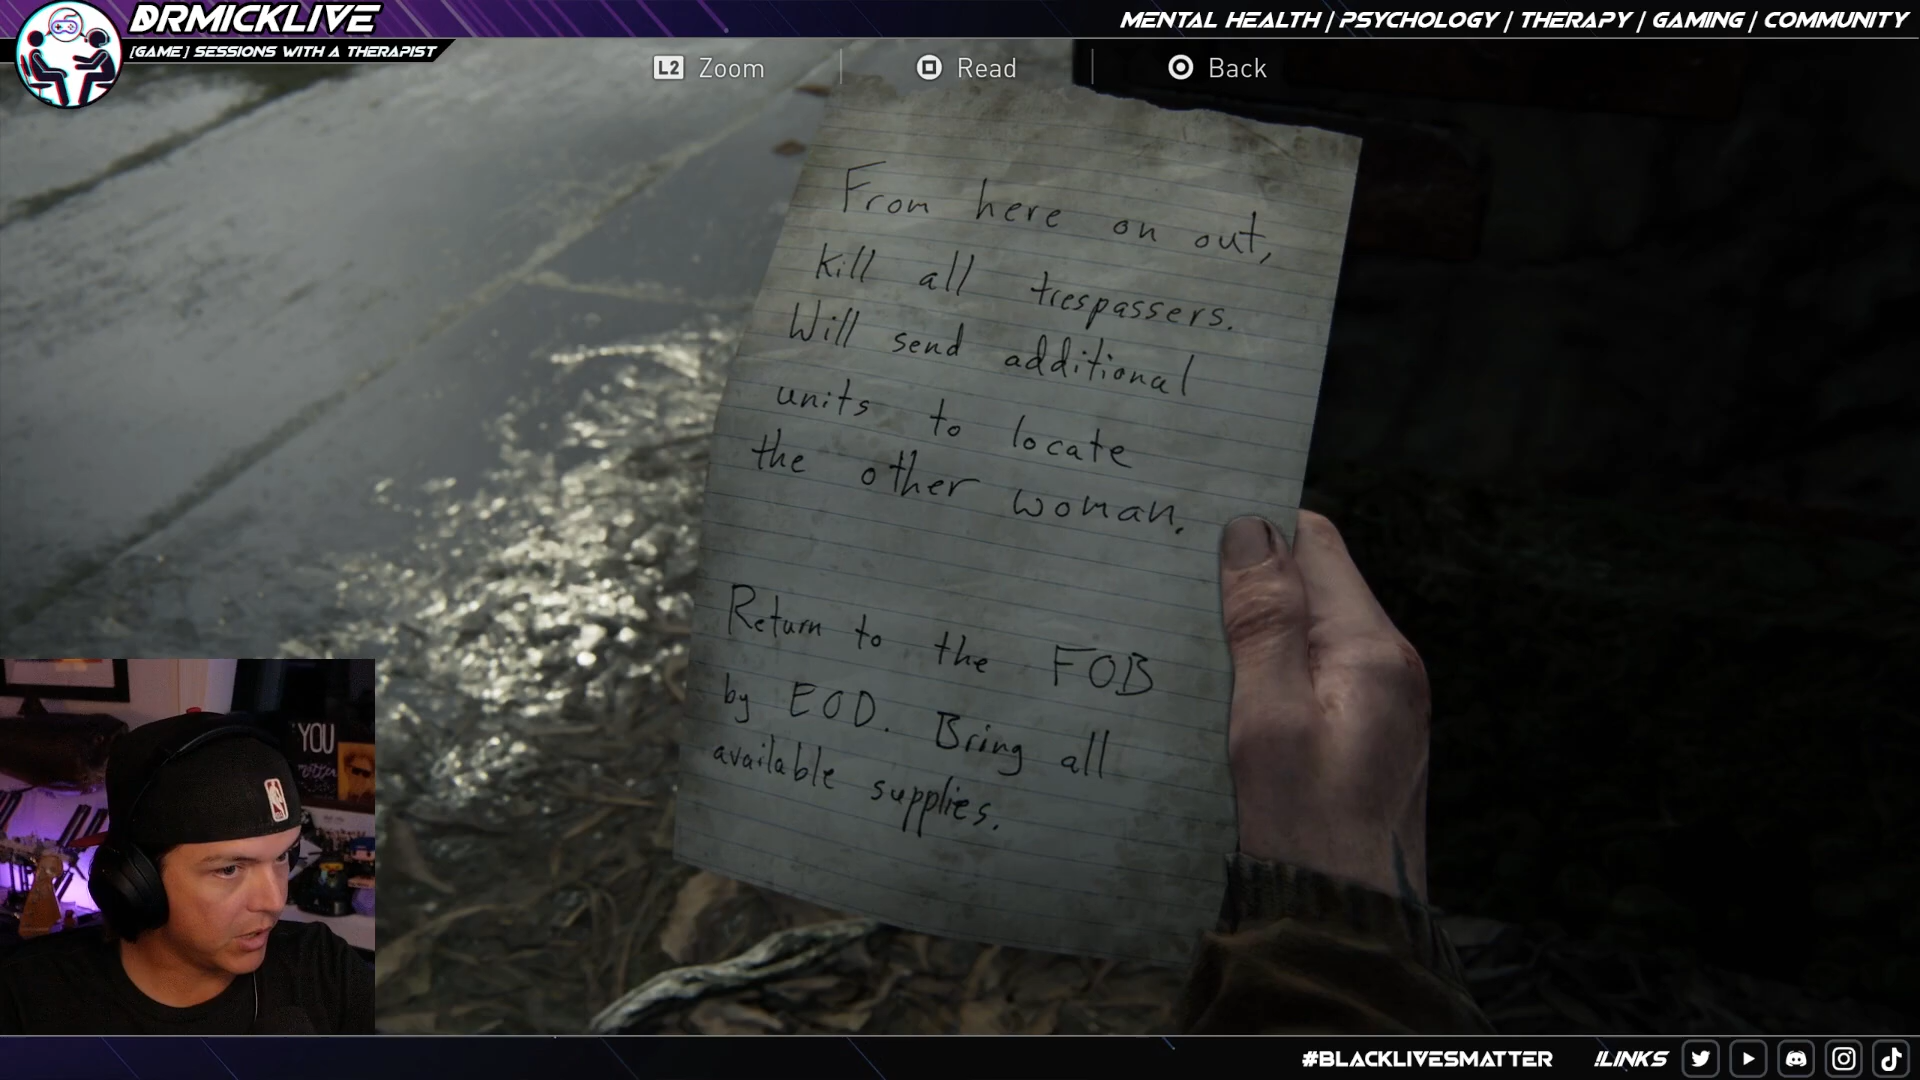 DRMICKLIVE
[GAME] SESSIONS WITH A THERAPIST
MENTAL HEALTH | PSYCHOLOGY | THERAPY | GAMING | COMMUNITY
L2 Zoom
Read
Back
From here on out,
kill all trespassers.
Will send additional
units to locate
the other woman.
Return to the FOB
by EOD. Bring all
available supplies.
YOU
#BLACKLIVESMATTER
!LINKS